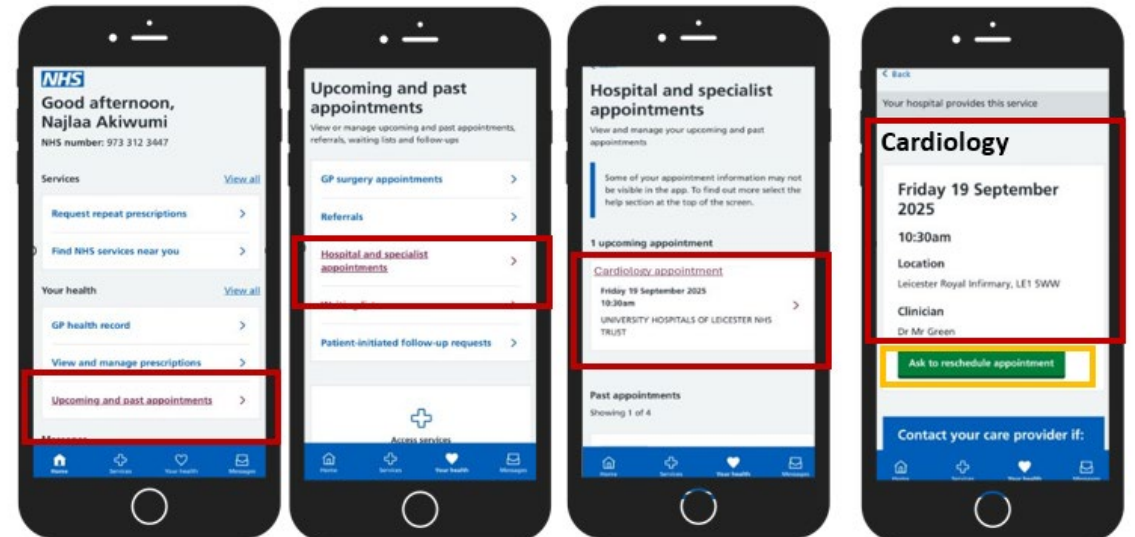 NHS
Good afternoon,
Najlaa Akiwumi
NHS number: 973 312 3447
Services View all
Request repeat prescriptions
Find NHS services near you
Your health View all
GP health record
View and manage prescriptions
Upcoming and past appointments
Messages
Home Services Your health Messages
Upcoming and past
appointments
View or manage upcoming and past appointments,
referrals, waiting lists and follow-ups
GP surgery appointments
Referrals
Hospital and specialist
appointments
Waiting lists
Patient-initiated follow-up requests
Access services
Home Services Your health Messages
Hospital and specialist
appointments
View and manage your upcoming and past
appointments
Some of your appointment information may not
be visible in the app. To find out more select the
help section at the top of the screen.
1 upcoming appointment
Cardiology appointment
Friday 19 September 2025
10:30am
UNIVERSITY HOSPITALS OF LEICESTER NHS
TRUST
Past appointments
Showing 1 of 4
Home Services Your health Messages
Back
Your hospital provides this service
Cardiology
Friday 19 September
2025
10:30am
Location
Leicester Royal Infirmary, LE1 5WW
Clinician
Dr Mr Green
Ask to reschedule appointment
Contact your care provider if:
Home Services Your health Messages